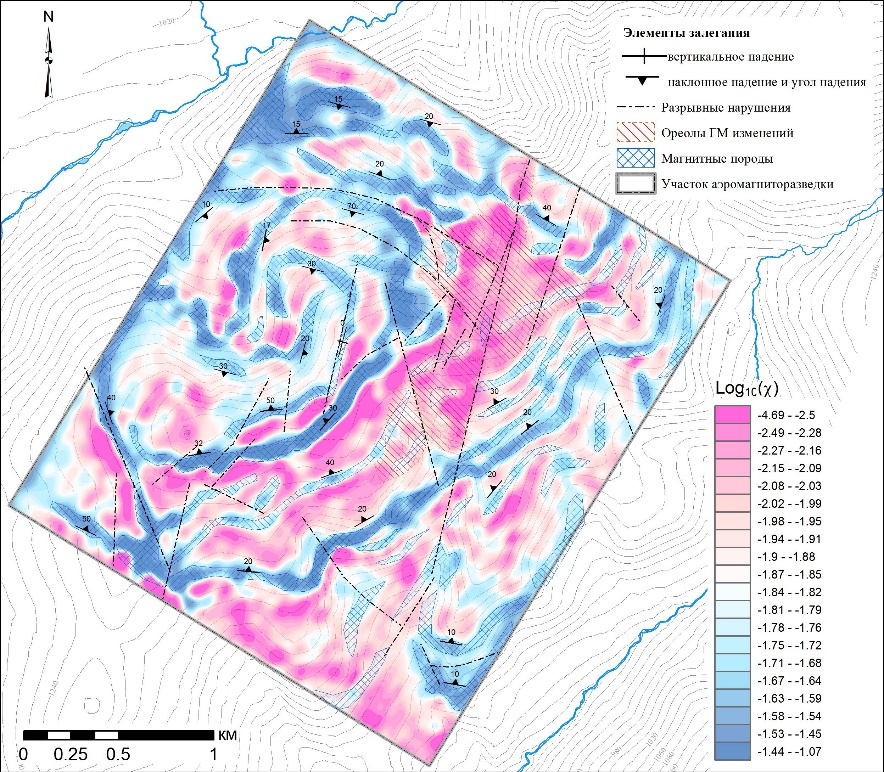 N
Элементы залегания
вертикальное падение
наклонное падение и угол падения
Разрывные нарушения
Ореолы ГМ изменений
Магнитные породы
Участок аэромагниторазведки
15
15
20
20
10
70
40
30
20
20
30
50
30
40
30
20
32
40
20
50
20
20
10
10
Log10(χ)
-4.69 - -2.5
-2.49 - -2.28
-2.27 - -2.16
-2.15 - -2.09
-2.08 - -2.03
-2.02 - -1.99
-1.98 - -1.95
-1.94 - -1.91
-1.9 - -1.88
-1.87 - -1.85
-1.84 - -1.82
-1.81 - -1.79
-1.78 - -1.76
-1.75 - -1.72
-1.71 - -1.68
-1.67 - -1.64
-1.63 - -1.59
-1.58 - -1.54
-1.53 - -1.45
-1.44 - -1.07
км
0 0.25 0.5 1